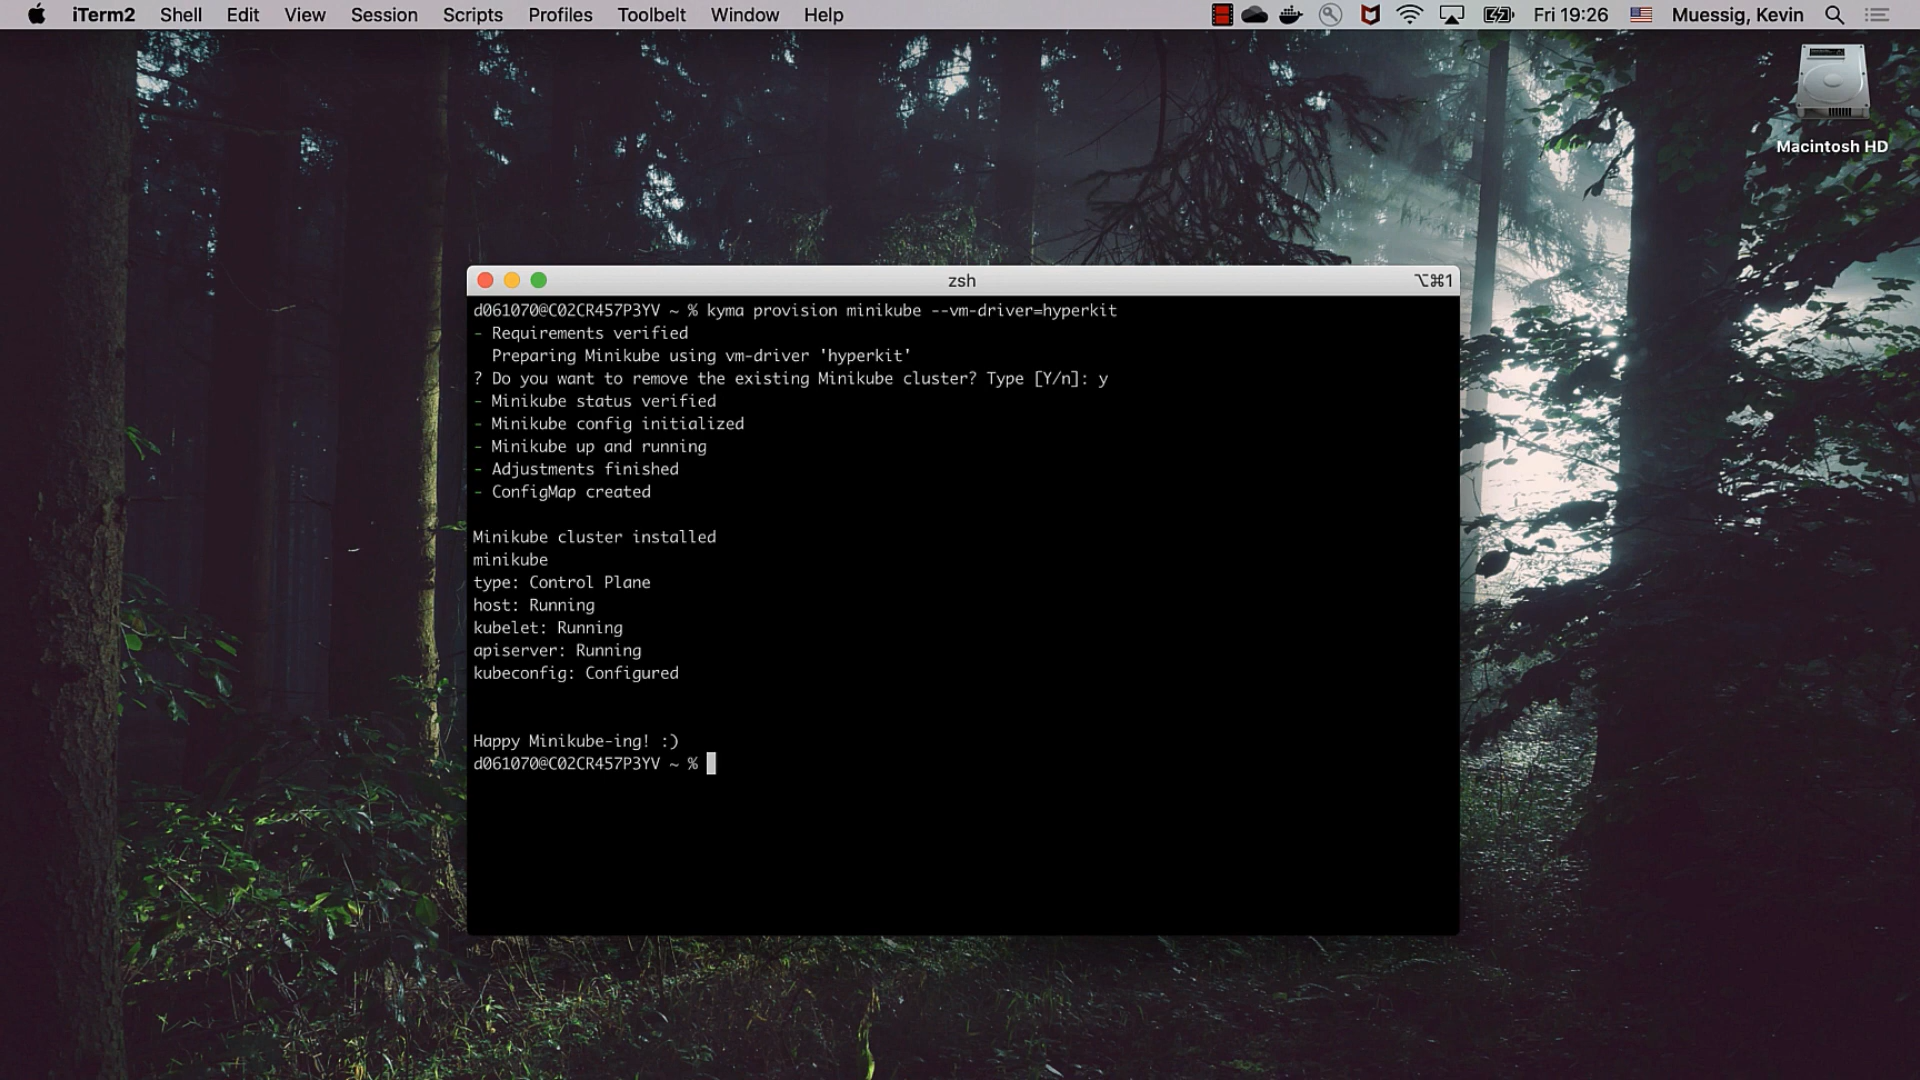 iTerm2 Shell Edit View Session Scripts Profiles Toolbelt Window Help Fri 19:26 Muessig, Kevin
Macintosh HD
zsh ⌥⌘1
d061070@C02CR457P3YV ~ % kyma provision minikube --vm-driver=hyperkit
- Requirements verified
Preparing Minikube using vm-driver 'hyperkit'
? Do you want to remove the existing Minikube cluster? Type [Y/n]: y
- Minikube status verified
- Minikube config initialized
- Minikube up and running
- Adjustments finished
- ConfigMap created
Minikube cluster installed
minikube
type: Control Plane
host: Running
kubelet: Running
apiserver: Running
kubeconfig: Configured
Happy Minikube-ing! :)
d061070@C02CR457P3YV ~ %